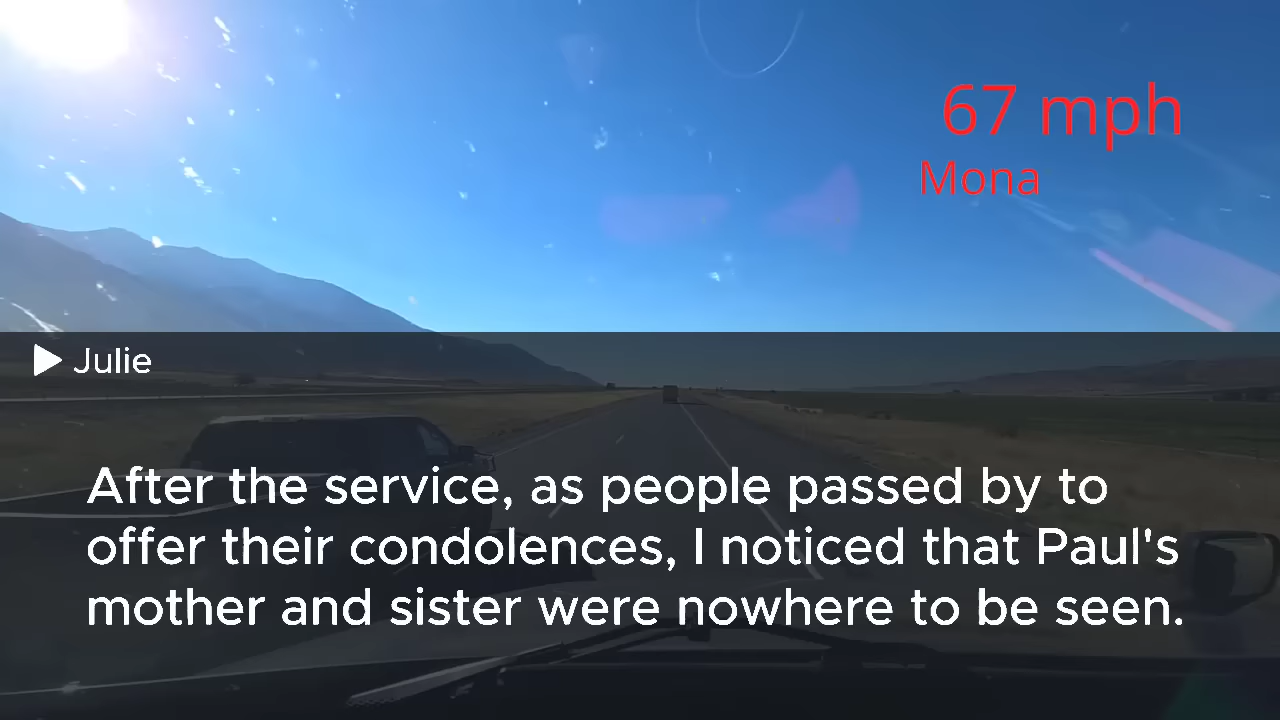 67 mph
Mona
Julie
After the service, as people passed by to
offer their condolences, I noticed that Paul's
mother and sister were nowhere to be seen.